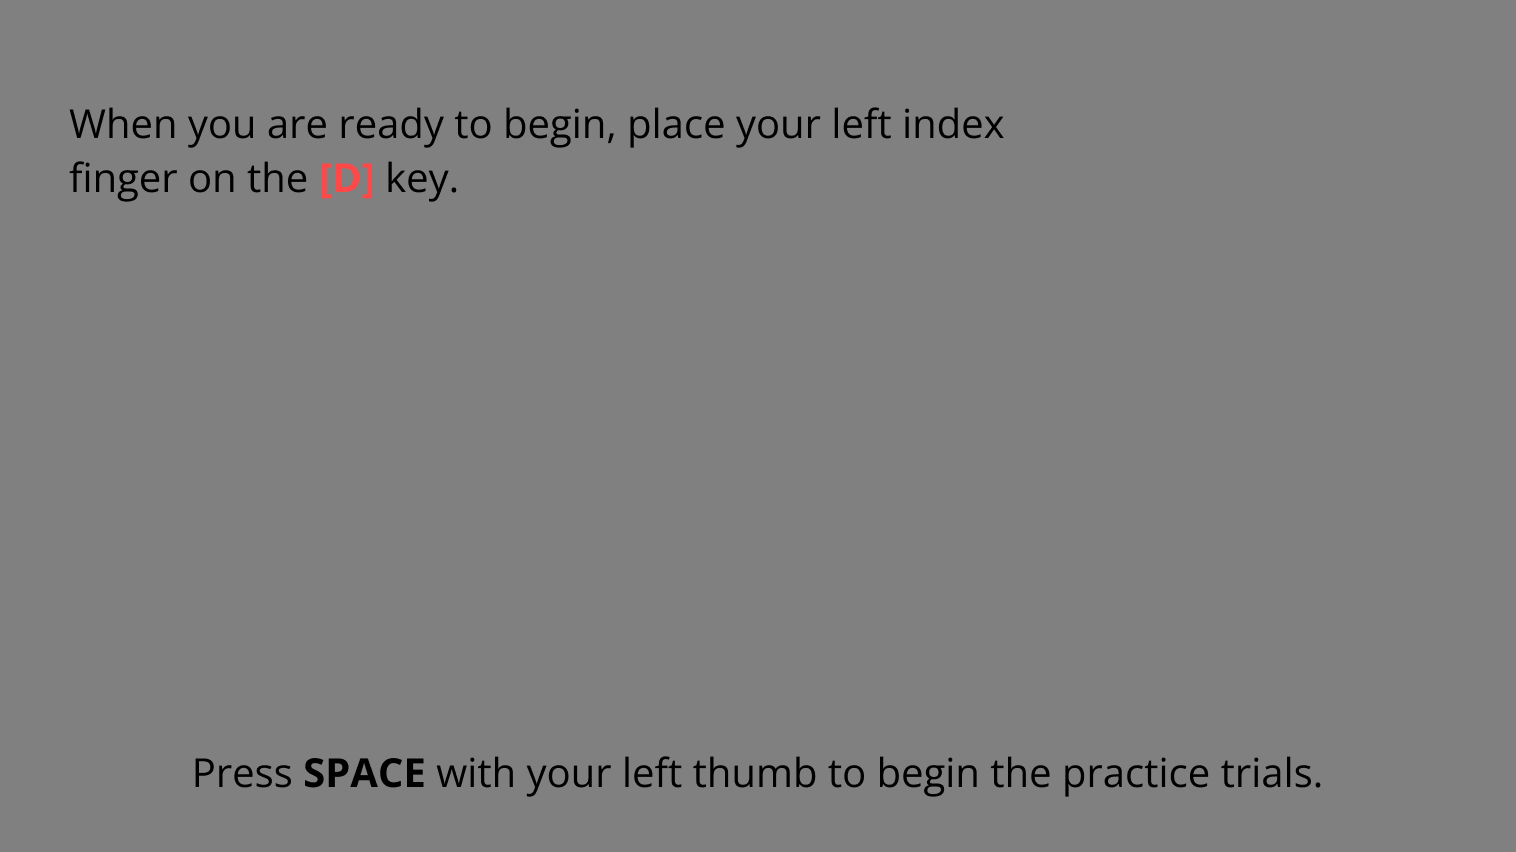 When you are ready to begin, place your left index
finger on the [D] key.
Press SPACE with your left thumb to begin the practice trials.